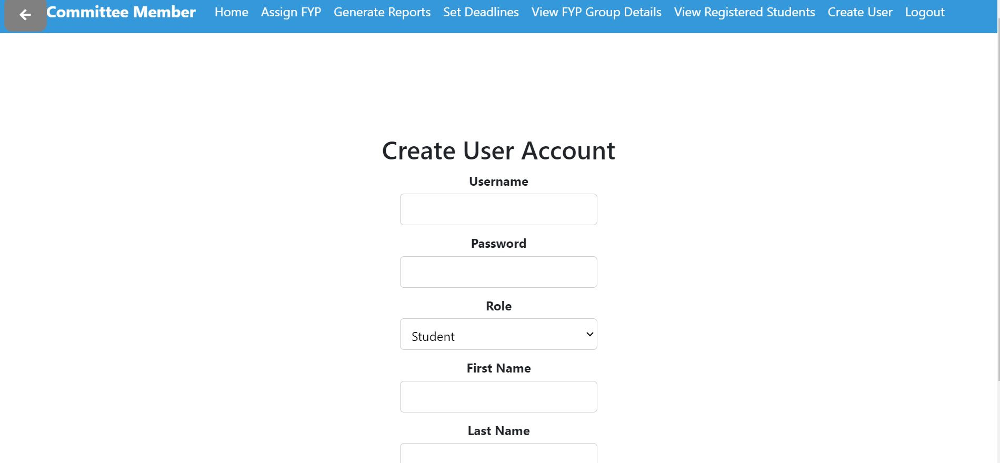 Committee Member Home Assign FYP Generate Reports Set Deadlines View FYP Group Details View Registered Students Create User Logout
Create User Account
Username
Password
Role
Student
First Name
Last Name